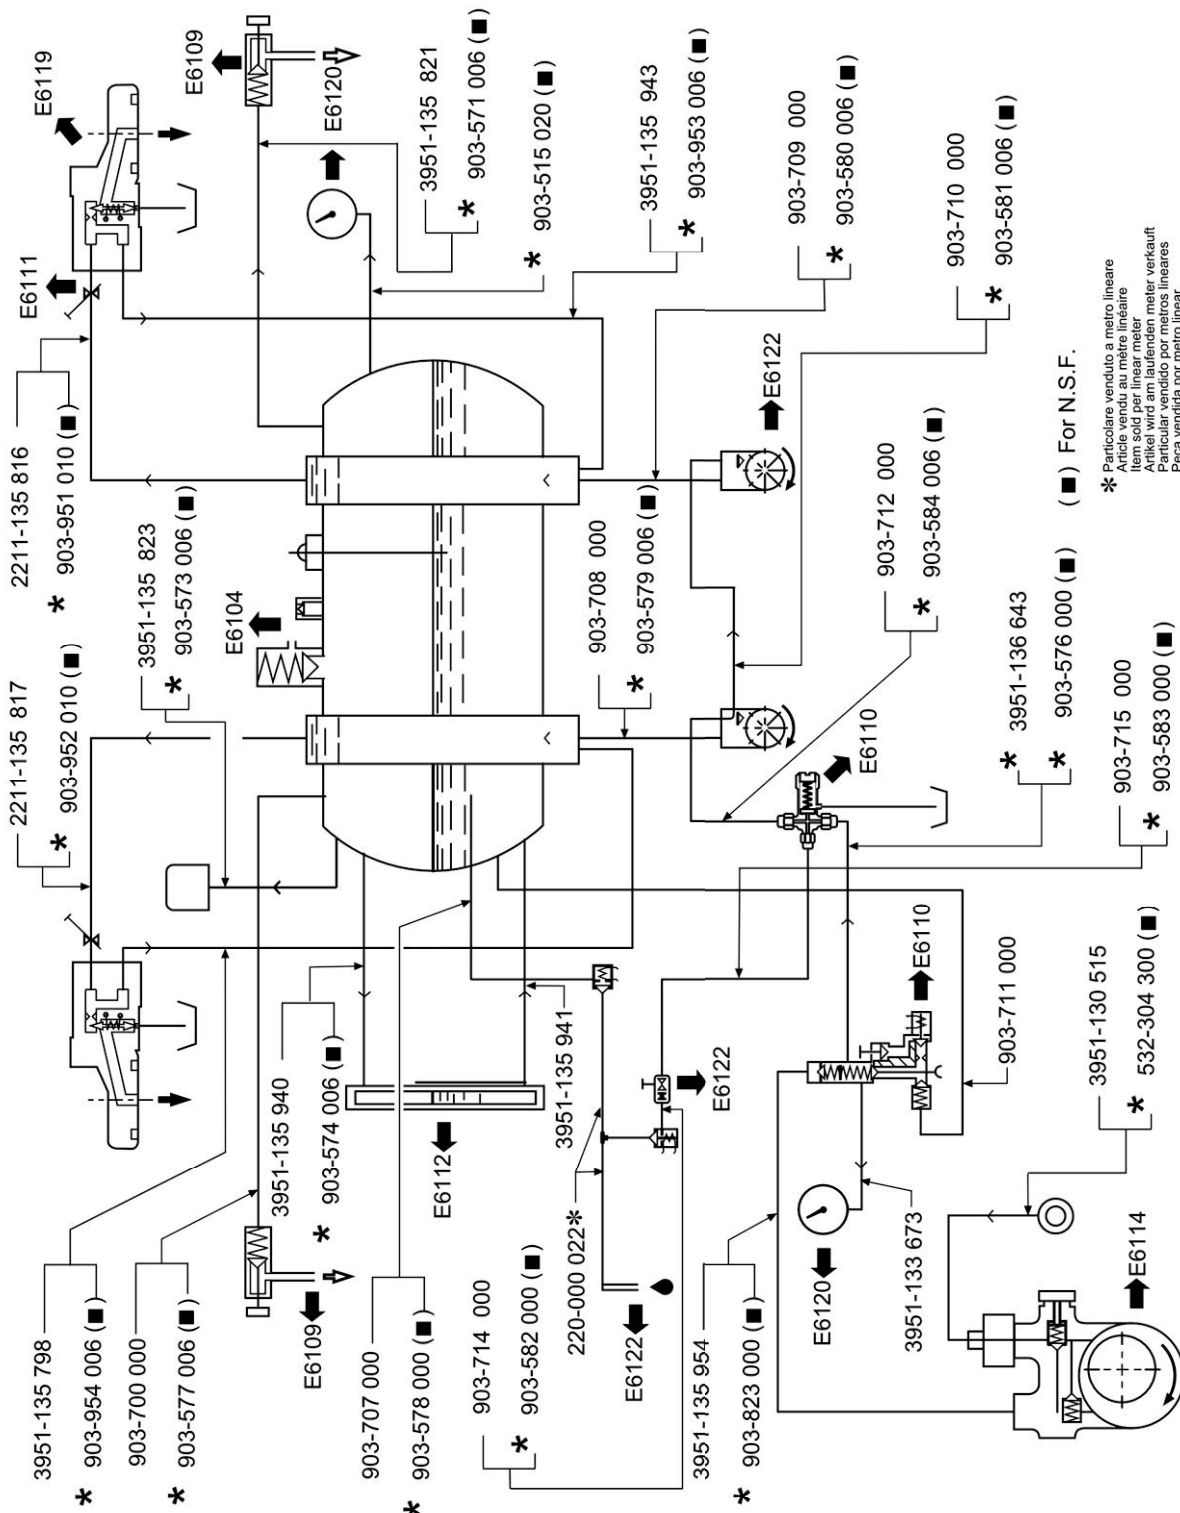 3951-135 798
* 903-954 006 (■)
903-700 000
* 903-577 006 (■)
2211-135 817
* 903-952 010 (■)
3951-135 823
* 903-573 006 (■)
2211-135 816
* 903-951 010 (■)
E6111
E6119
E6109
E6120
3951-135 821
* 903-571 006 (■)
* 903-515 020 (■)
3951-135 943
* 903-953 006 (■)
903-709 000
* 903-580 006 (■)
903-710 000
* 903-581 006 (■)
E6104
E6109
3951-135 940
* 903-574 006 (■)
903-707 000
* 903-578 000 (■)
E6112
903-714 000
* 903-582 000 (■)
3951-135 941
220-000 022*
E6122
E6122
903-708 000
* 903-579 006 (■)
E6122
903-712 000
* 903-584 006 (■)
E6110
* 3951-136 643
* 903-576 000 (■)
903-715 000
* 903-583 000 (■)
3951-135 954
* 903-823 000 (■)
E6120
3951-133 673
E6110
903-711 000
3951-130 515
* 532-304 300 (■)
E6114
(■) For N.S.F.
* Particolare venduto a metro lineare
Article vendu au mètre linéaire
Item sold per linear meter
Artikel wird am laufenden meter verkauft
Particular vendido por metros lineares
Peça vendida por metro linear